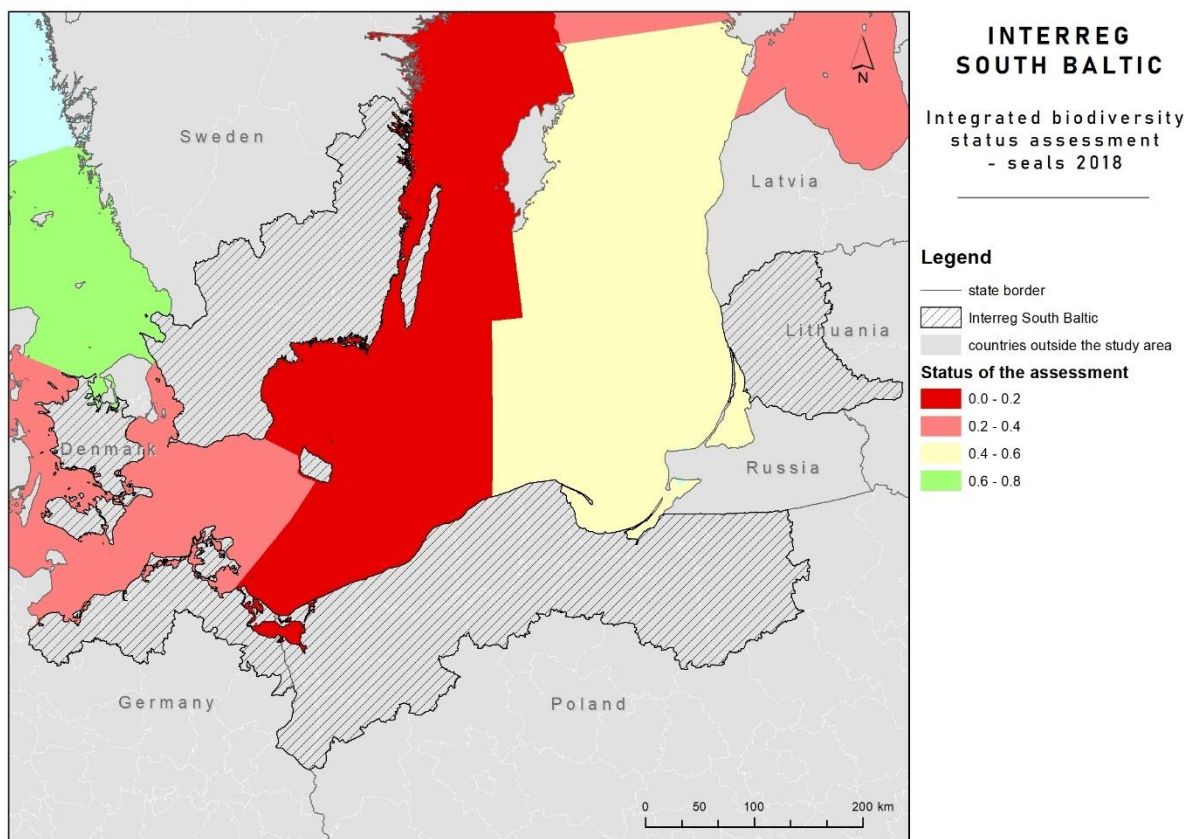 INTERREG
SOUTH BALTIC
Integrated biodiversity
status assessment
- seals 2018
Legend
state border
Interreg South Baltic
countries outside the study area
Status of the assessment
0.0 - 0.2
0.2 - 0.4
0.4 - 0.6
0.6 - 0.8
N
Sweden
Latvia
Lithuania
Denmark
Russia
Germany
Poland
0 50 100 200 km